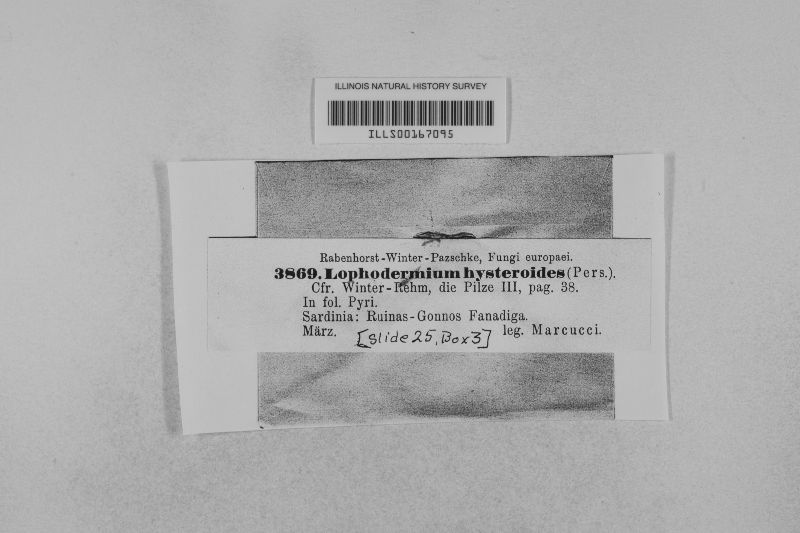 ILLINOIS NATURAL HISTORY SURVEY
ILLS00167095
Rabenhorst-Winter-Pazschke, Fungi europaei.
3869. Lophodermium hysteroides (Pers.).
Cfr. Winter-Rehm, die Pilze III, pag. 38.
In fol. Pyri.
Sardinia: Ruinas-Gonnos Fanadiga.
März. [Slide 25, Box 3] leg. Marcucci.